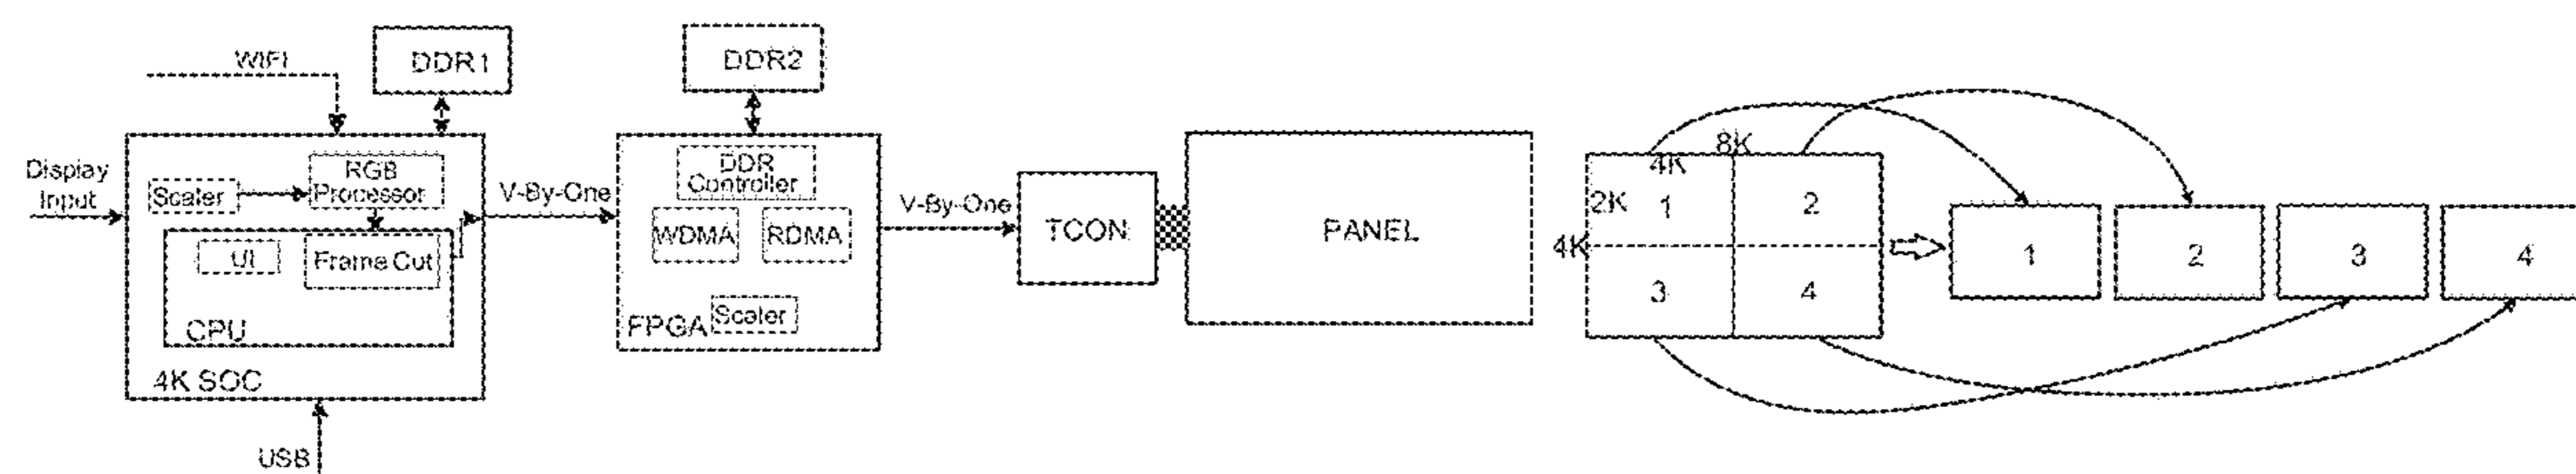 WIFI
DDR1
DDR2
Display
Input
Scaler
RGB
Processor
UI
Frame Cut
CPU
4K SOC
USB
V-By-One
DDR
Controller
WDMA
RDMA
FPGA
Scaler
V-By-One
TCON
PANEL
8K
4K
2K
4K
1
2
3
4
1
2
3
4